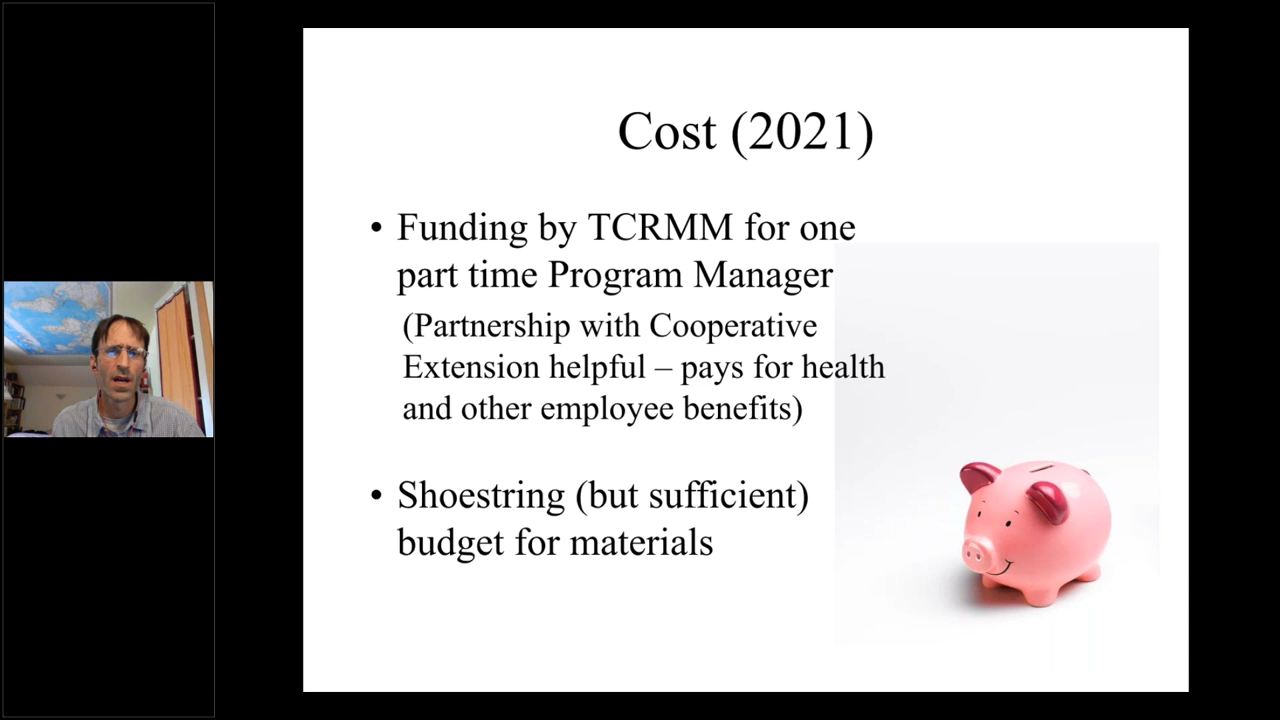 Cost (2021)
• Funding by TCRMM for one
part time Program Manager
(Partnership with Cooperative
Extension helpful – pays for health
and other employee benefits)
• Shoestring (but sufficient)
budget for materials